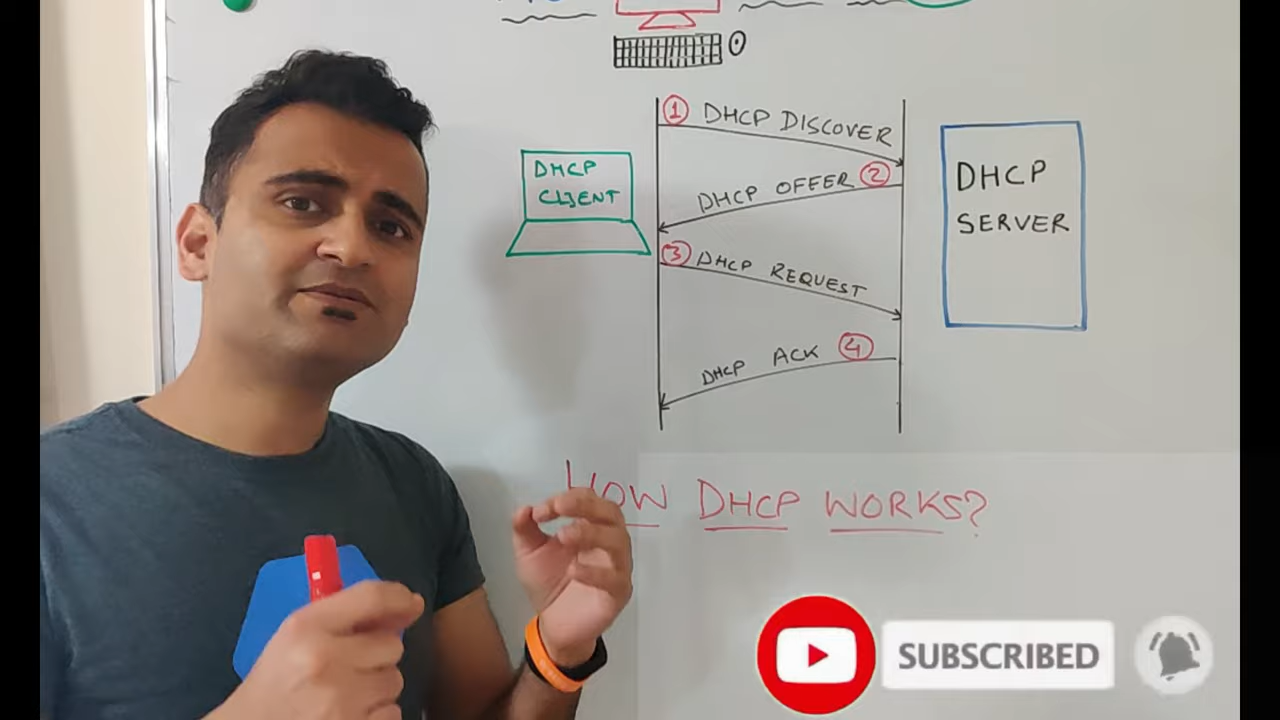 1 DHCP DISCOVER
DHCP OFFER 2
DHCP
CLIENT
DHCP
SERVER
3 DHCP REQUEST
DHCP ACK 4
HOW DHCP WORKS?
SUBSCRIBED